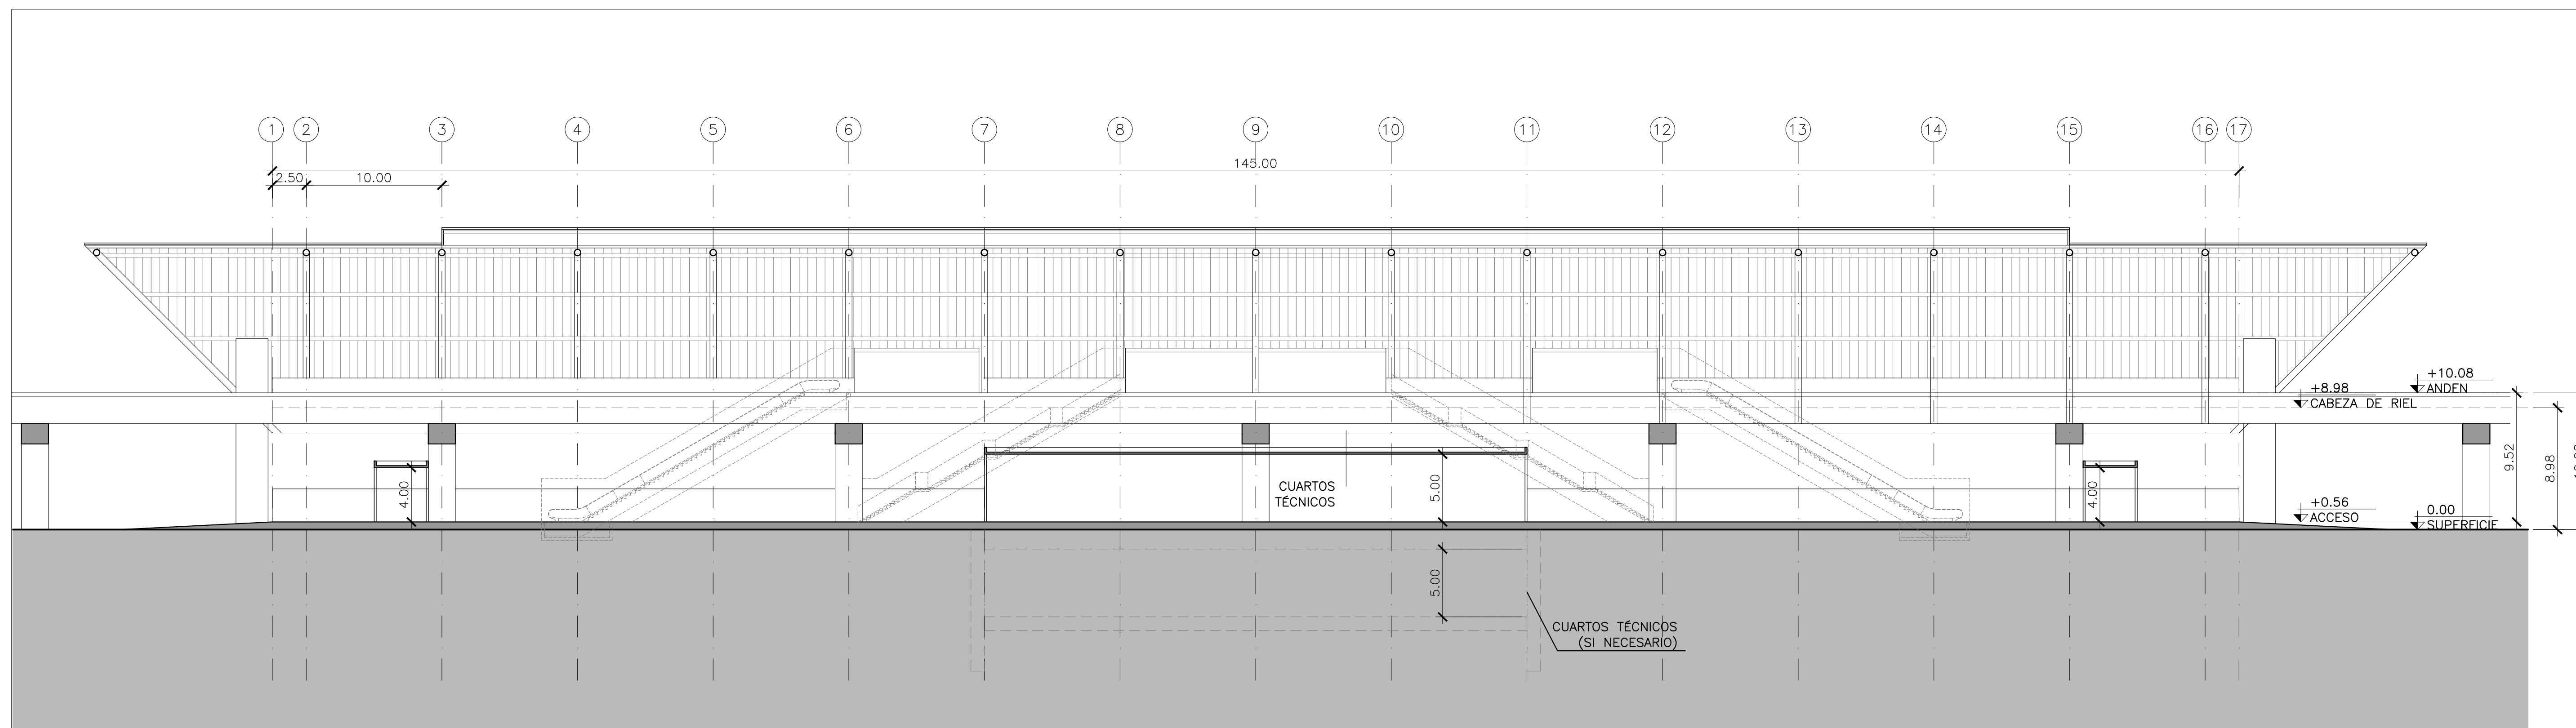 1 2 3 4 5 6 7 8 9 10 11 12 13 14 15 16 17
145.00
2.50 10.00
+10.08
ANDEN
+8.98
CABEZA DE RIEL
9.52
8.98
4.00
CUARTOS
TÉCNICOS
5.00
4.00
+0.56
ACCESO
0.00
SUPERFICIE
5.00
CUARTOS TÉCNICOS
(SI NECESARIO)